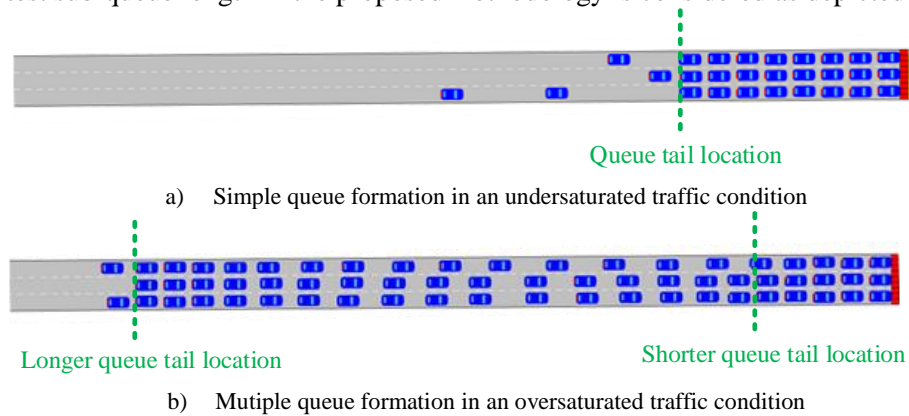 Queue tail location
a) Simple queue formation in an undersaturated traffic condition
Longer queue tail location
Shorter queue tail location
b) Mutiple queue formation in an oversaturated traffic condition